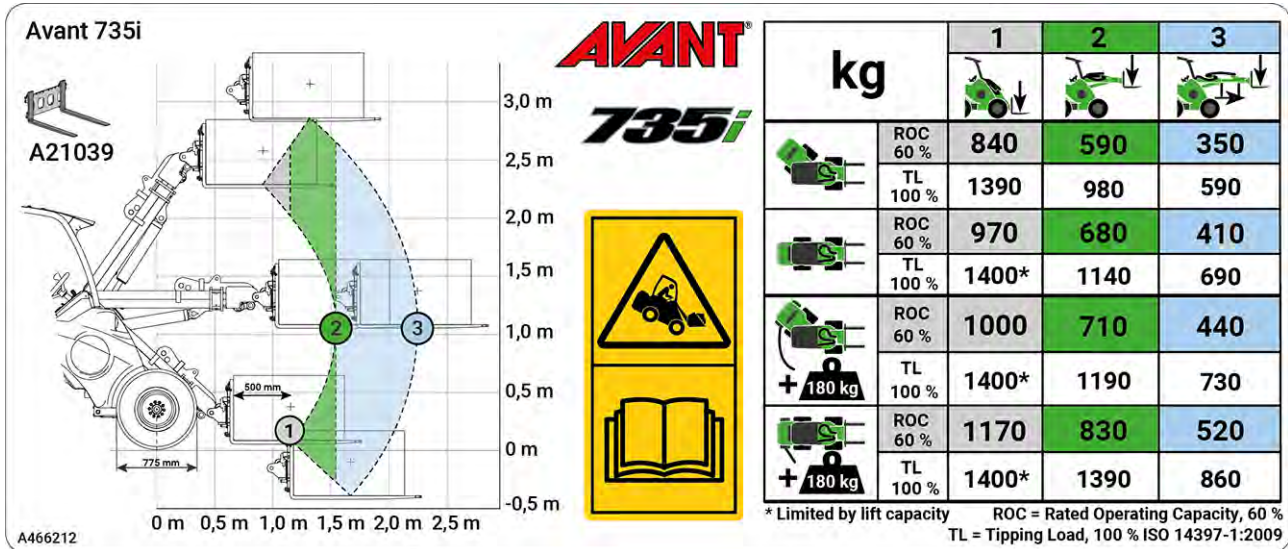 Avant 735i
A21039
3,0 m
2,5 m
2,0 m
1,5 m
1,0 m
0,5 m
0 m
-0,5 m
500 mm
775 mm
1
2
3
0 m 0,5 m 1,0 m 1,5 m 2,0 m 2,5 m
A466212
AVANT®
735i
kg 1 2 3
ROC 60 % 840 590 350
TL 100 % 1390 980 590
ROC 60 % 970 680 410
TL 100 % 1400* 1140 690
ROC 60 % 1000 710 440
+ 180 kg TL 100 % 1400* 1190 730
ROC 60 % 1170 830 520
+ 180 kg TL 100 % 1400* 1390 860
* Limited by lift capacity ROC = Rated Operating Capacity, 60 %
TL = Tipping Load, 100 % ISO 14397-1:2009